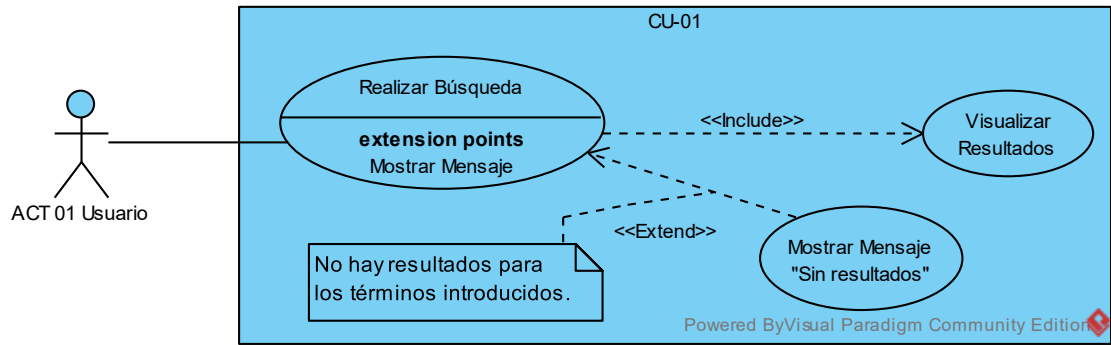 CU-01
Realizar Búsqueda
extension points
Mostrar Mensaje
<<Include>>
Visualizar
Resultados
ACT 01 Usuario
<<Extend>>
Mostrar Mensaje
"Sin resultados"
No hay resultados para
los términos introducidos.
Powered ByVisual Paradigm Community Edition